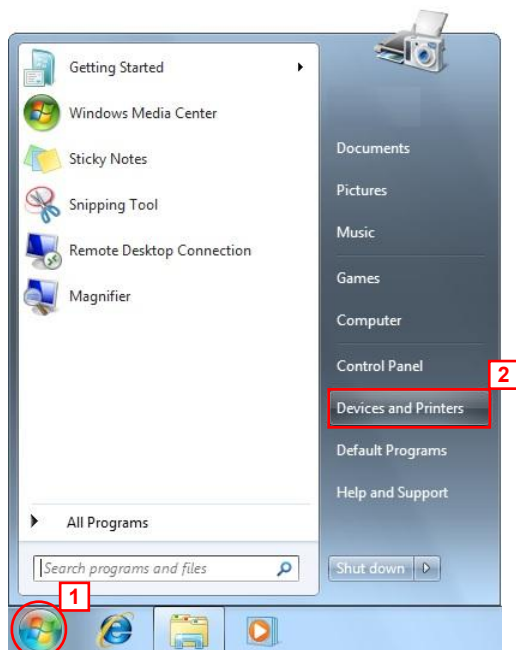 Getting Started
Windows Media Center
Sticky Notes
Snipping Tool
Remote Desktop Connection
Magnifier
All Programs
Search programs and files
Documents
Pictures
Music
Games
Computer
Control Panel
2
Devices and Printers
Default Programs
Help and Support
Shut down
1